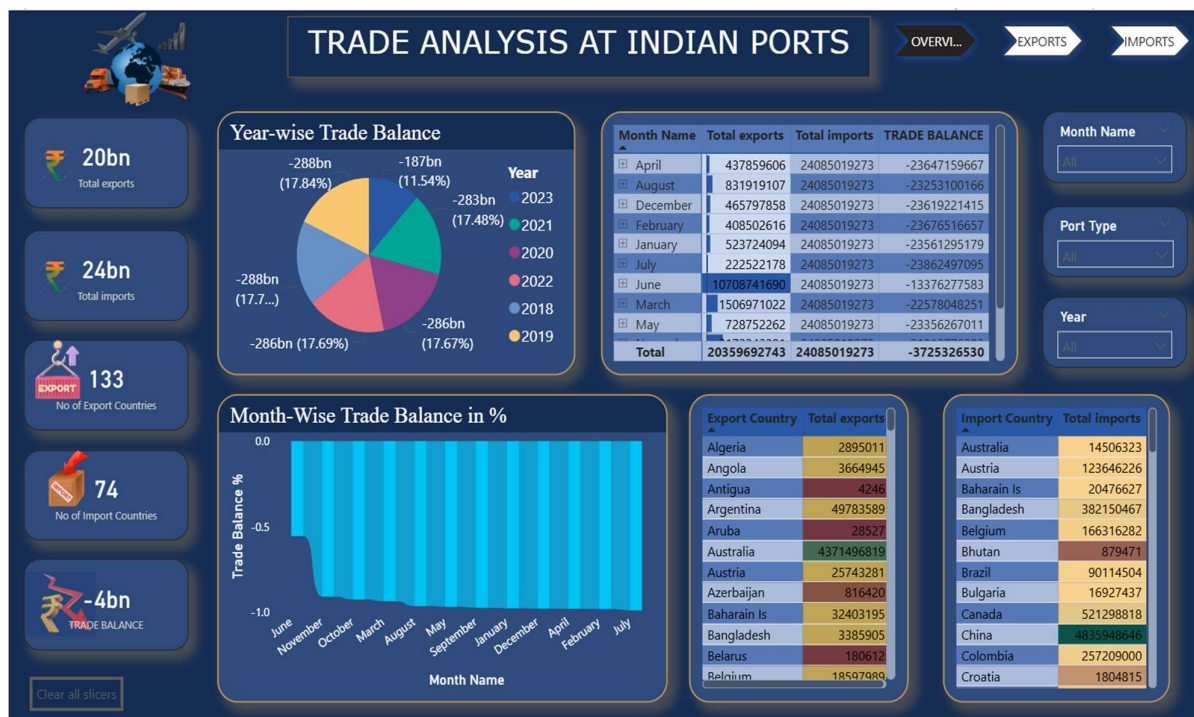 TRADE ANALYSIS AT INDIAN PORTS
OVERVI...
EXPORTS
IMPORTS
20bn
Total exports
24bn
Total imports
EXPORT
133
No of Export Countries
IMPORT
74
No of Import Countries
-4bn
TRADE BALANCE
Clear all slicers
Year-wise Trade Balance
-288bn
(17.84%)
-187bn
(11.54%)
-283bn
(17.48%)
-288bn
(17.7...)
-286bn (17.69%)
-286bn
(17.67%)
Year
2023
2021
2020
2022
2018
2019
Month Name Total exports Total imports TRADE BALANCE
April 437859606 24085019273 -23647159667
August 831919107 24085019273 -23253100166
December 465797858 24085019273 -23619221415
February 408502616 24085019273 -23676516657
January 523724094 24085019273 -23561295179
July 222522178 24085019273 -23862497095
June 10708741690 24085019273 -13376277583
March 1506971022 24085019273 -22578048251
May 728752262 24085019273 -23356267011
Total 20359692743 24085019273 -3725326530
Month Name
All
Port Type
All
Year
All
Month-Wise Trade Balance in %
Trade Balance %
0.0
-0.5
-1.0
June
November
October
March
August
May
September
January
December
April
February
July
Month Name
Export Country Total exports
Algeria 2895011
Angola 3664945
Antigua 4246
Argentina 49783589
Aruba 28527
Australia 4371496819
Austria 25743281
Azerbaijan 816420
Baharain Is 32403195
Bangladesh 3385905
Belarus 180612
Belgium 18597989
Import Country Total imports
Australia 14506323
Austria 123646226
Baharain Is 20476627
Bangladesh 382150467
Belgium 166316282
Bhutan 879471
Brazil 90114504
Bulgaria 16927437
Canada 521298818
China 4835948646
Colombia 257209000
Croatia 1804815